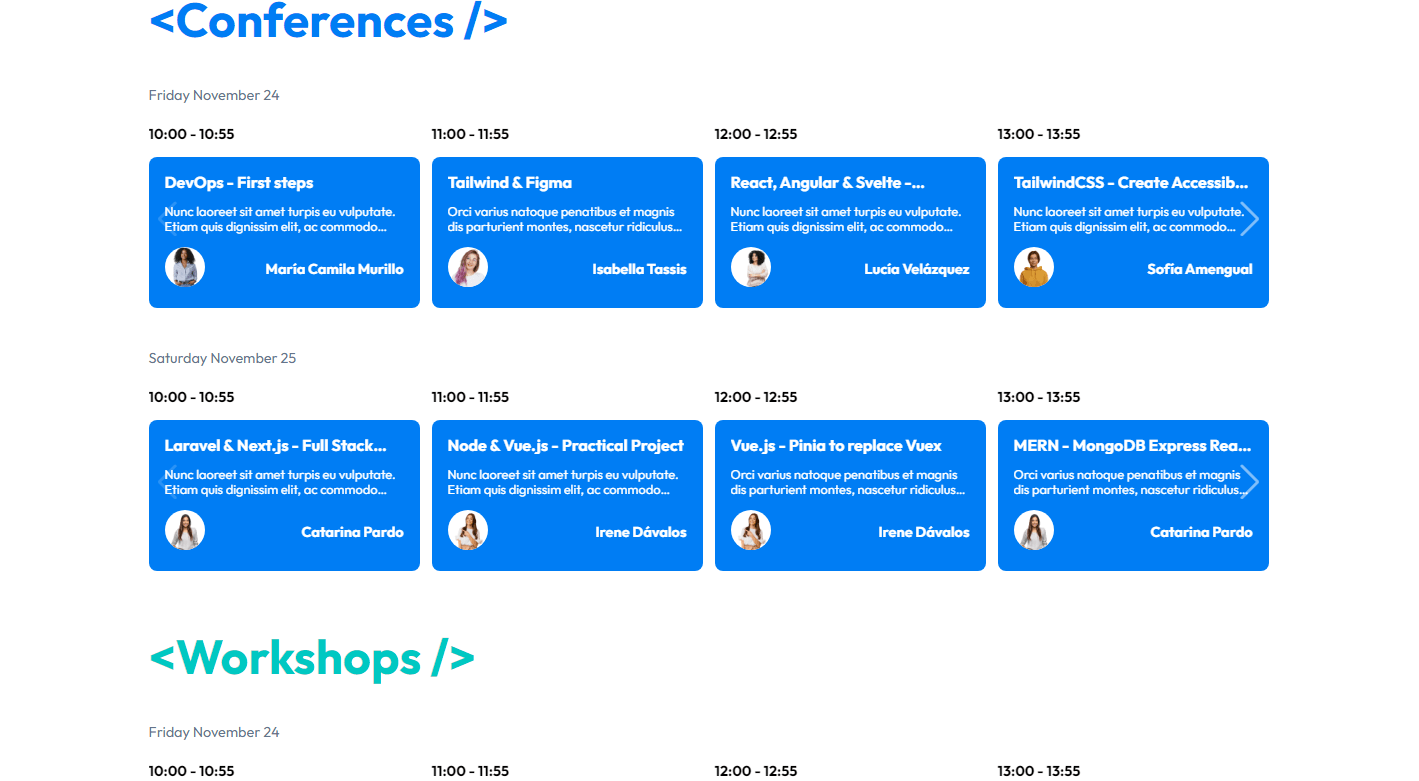 <Conferences />
Friday November 24
10:00 - 10:55
11:00 - 11:55
12:00 - 12:55
13:00 - 13:55
DevOps - First steps
Nunc laoreet sit amet turpis eu vulputate.
Etiam quis dignissim elit, ac commodo...
María Camila Murillo
Tailwind & Figma
Orci varius natoque penatibus et magnis
dis parturient montes, nascetur ridiculus...
Isabella Tassis
React, Angular & Svelte -...
Nunc laoreet sit amet turpis eu vulputate.
Etiam quis dignissim elit, ac commodo...
Lucía Velázquez
TailwindCSS - Create Accessib...
Nunc laoreet sit amet turpis eu vulputate.
Etiam quis dignissim elit, ac commodo...
Sofía Amengual
Saturday November 25
10:00 - 10:55
11:00 - 11:55
12:00 - 12:55
13:00 - 13:55
Laravel & Next.js - Full Stack...
Nunc laoreet sit amet turpis eu vulputate.
Etiam quis dignissim elit, ac commodo...
Catarina Pardo
Node & Vue.js - Practical Project
Nunc laoreet sit amet turpis eu vulputate.
Etiam quis dignissim elit, ac commodo...
Irene Dávalos
Vue.js - Pinia to replace Vuex
Orci varius natoque penatibus et magnis
dis parturient montes, nascetur ridiculus...
Irene Dávalos
MERN - MongoDB Express Rea...
Orci varius natoque penatibus et magnis
dis parturient montes, nascetur ridiculus...
Catarina Pardo
<Workshops />
Friday November 24
10:00 - 10:55
11:00 - 11:55
12:00 - 12:55
13:00 - 13:55